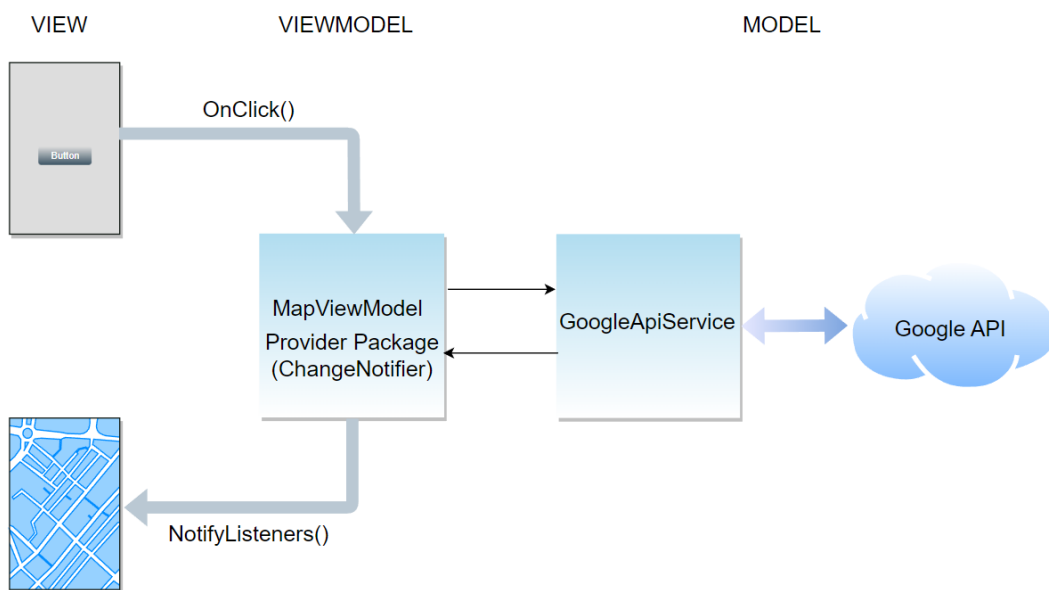 VIEW
VIEWMODEL
MODEL
OnClick()
Button
MapViewModel
Provider Package
(ChangeNotifier)
GoogleApiService
Google API
NotifyListeners()